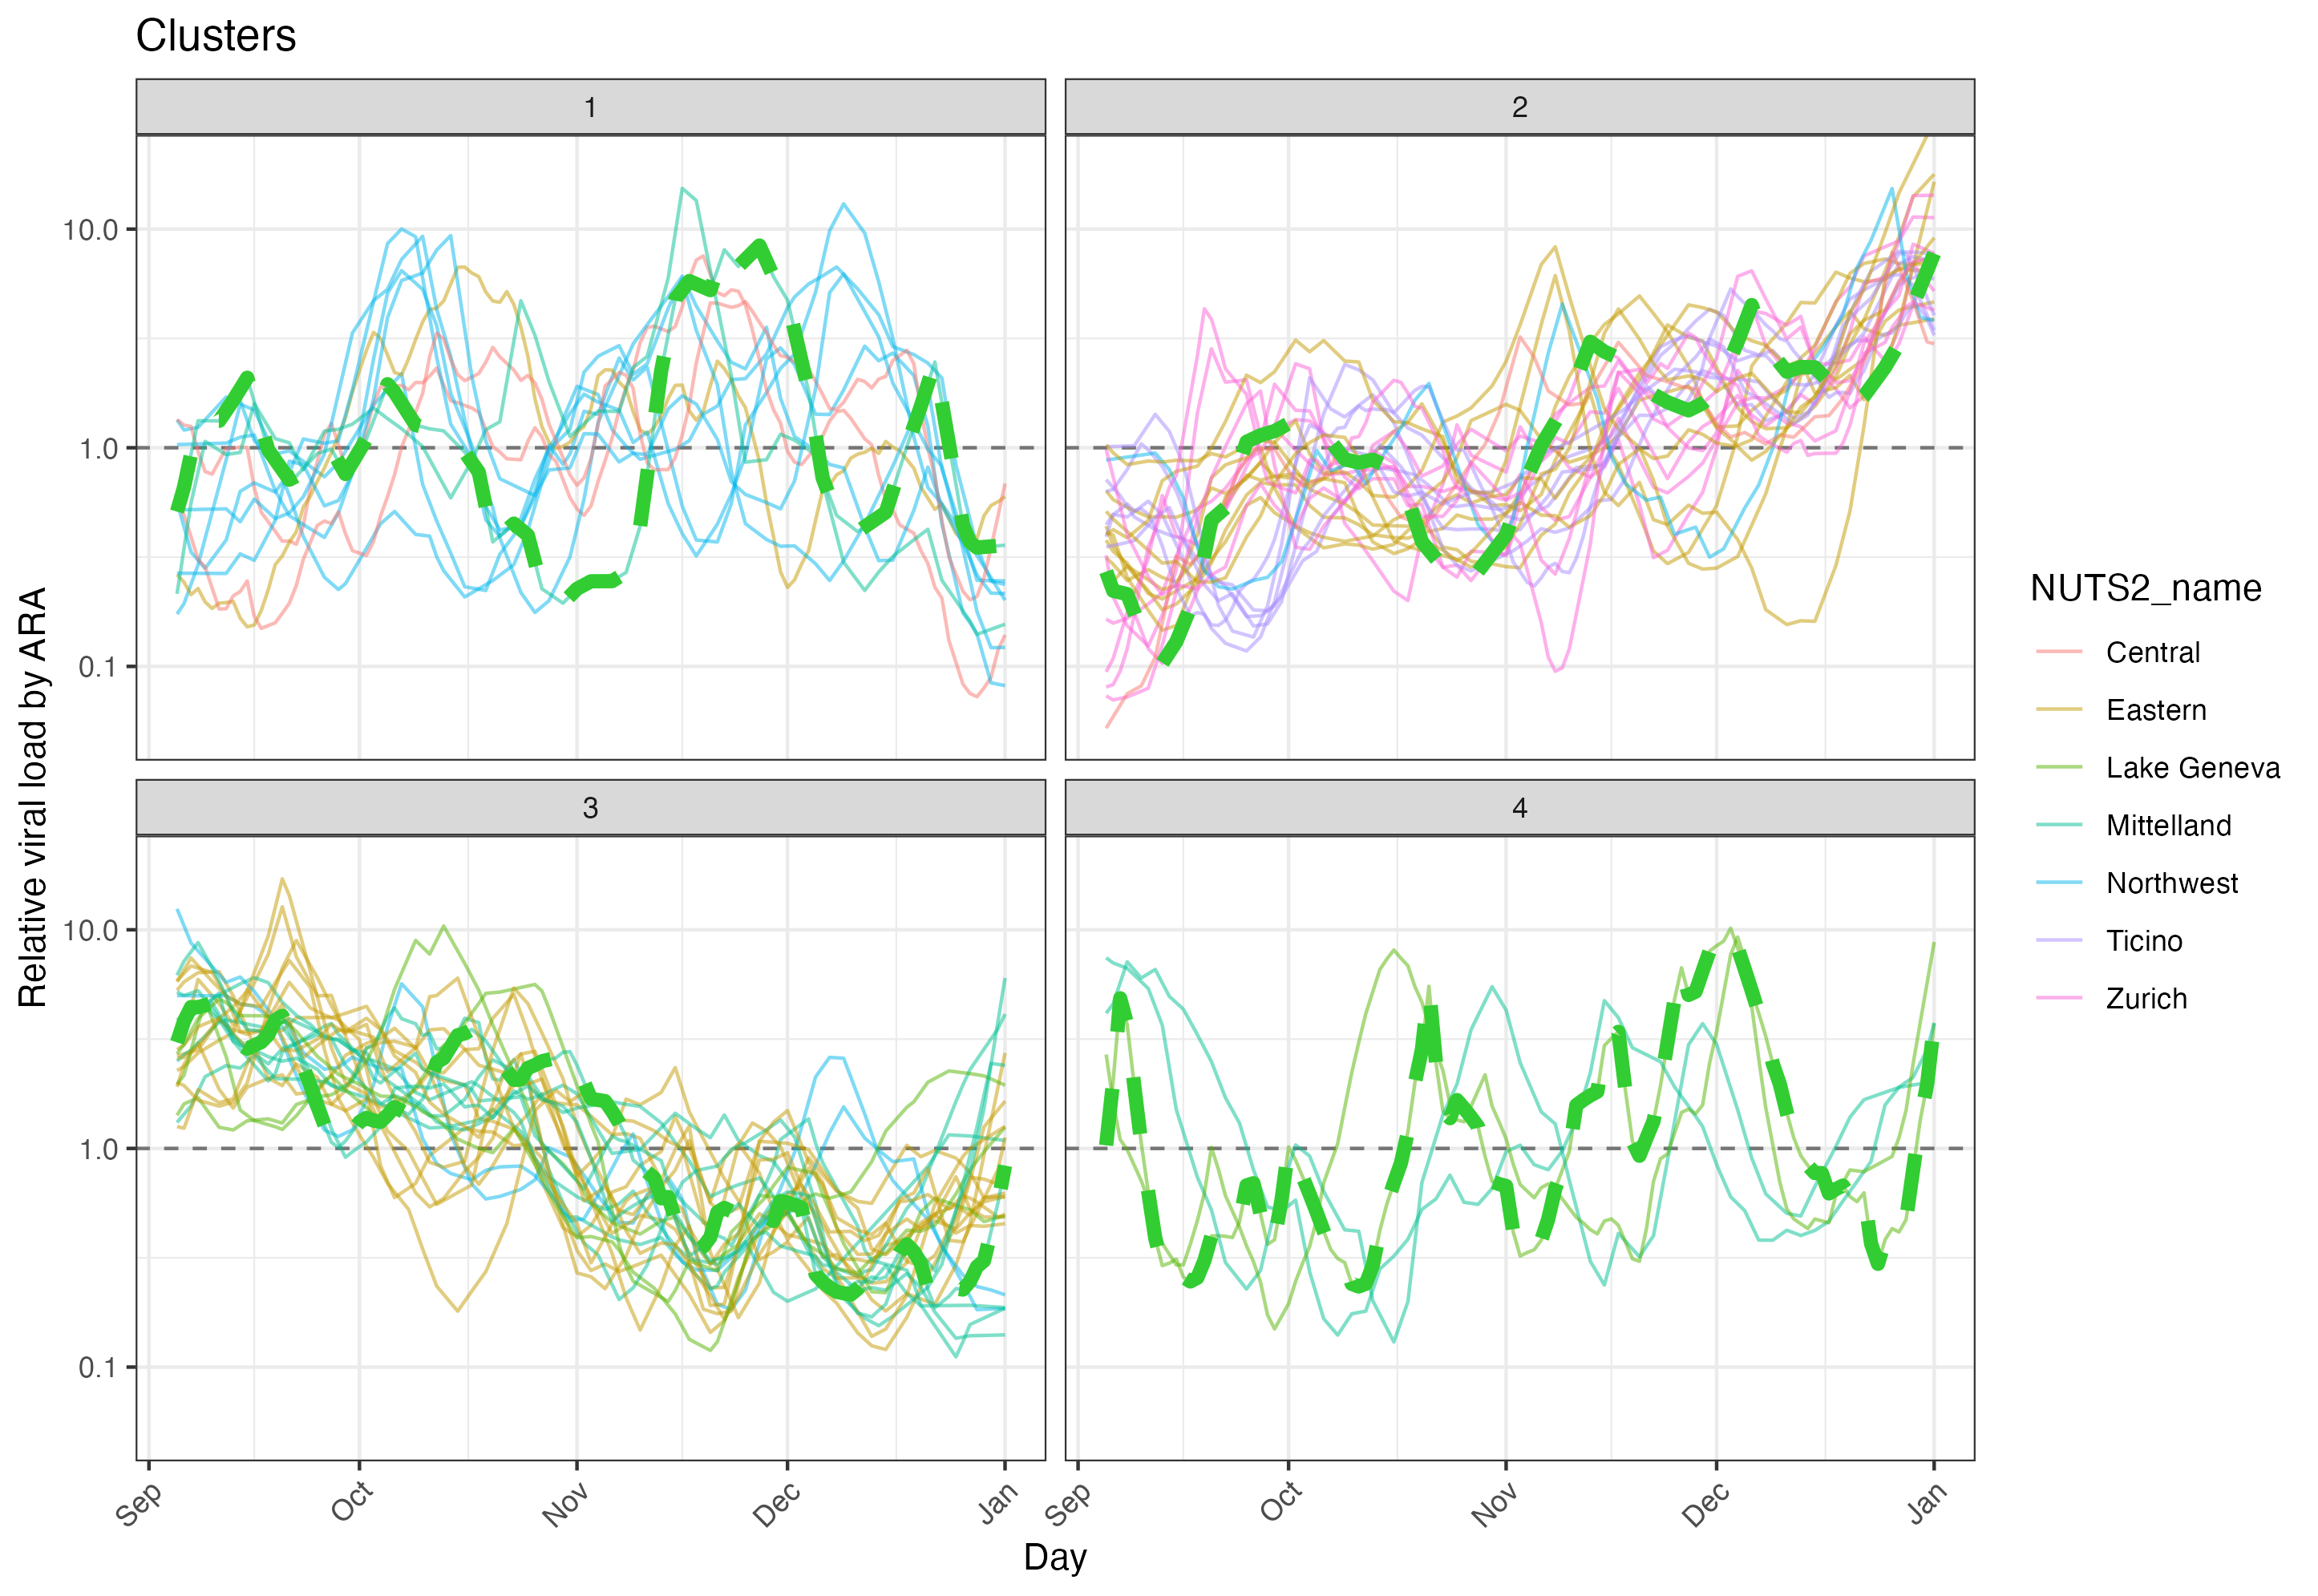 Clusters
1
2
10.0
1.0
0.1
3
4
10.0
1.0
0.1
Sep
Oct
Nov
Dec
Jan
Sep
Oct
Nov
Dec
Jan
Day
Relative viral load by ARA
NUTS2_name
Central
Eastern
Lake Geneva
Mittelland
Northwest
Ticino
Zurich